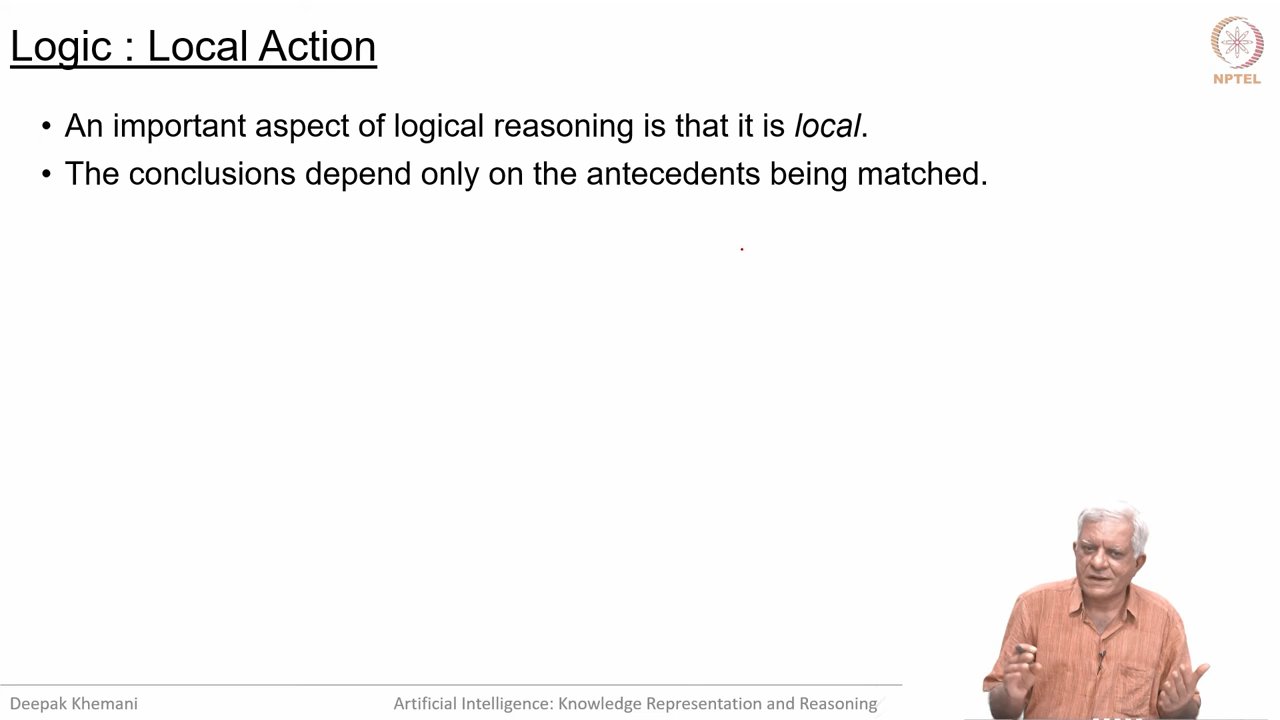 Logic : Local Action
NPTEL
• An important aspect of logical reasoning is that it is local.
• The conclusions depend only on the antecedents being matched.
Deepak Khemani
Artificial Intelligence: Knowledge Representation and Reasoning